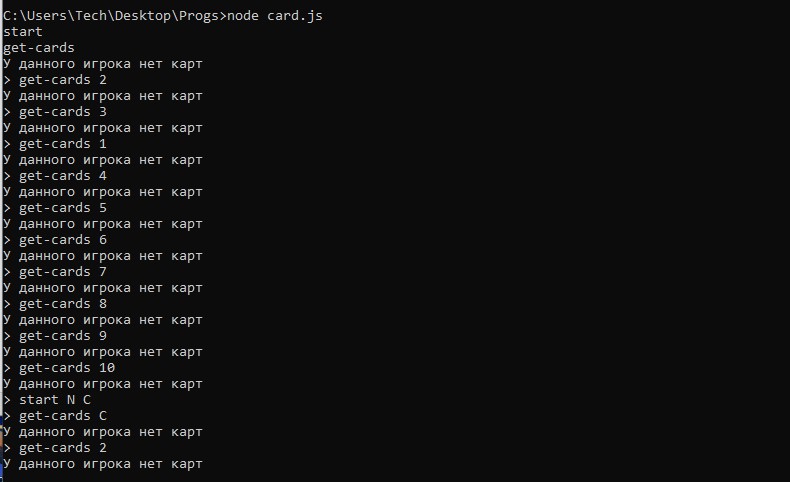 C:\Users\Tech\Desktop\Progs>node card.js
start
get-cards
У данного игрока нет карт
> get-cards 2
У данного игрока нет карт
> get-cards 3
У данного игрока нет карт
> get-cards 1
У данного игрока нет карт
> get-cards 4
У данного игрока нет карт
> get-cards 5
У данного игрока нет карт
> get-cards 6
У данного игрока нет карт
> get-cards 7
У данного игрока нет карт
> get-cards 8
У данного игрока нет карт
> get-cards 9
У данного игрока нет карт
> get-cards 10
У данного игрока нет карт
> start N C
> get-cards C
У данного игрока нет карт
> get-cards 2
У данного игрока нет карт